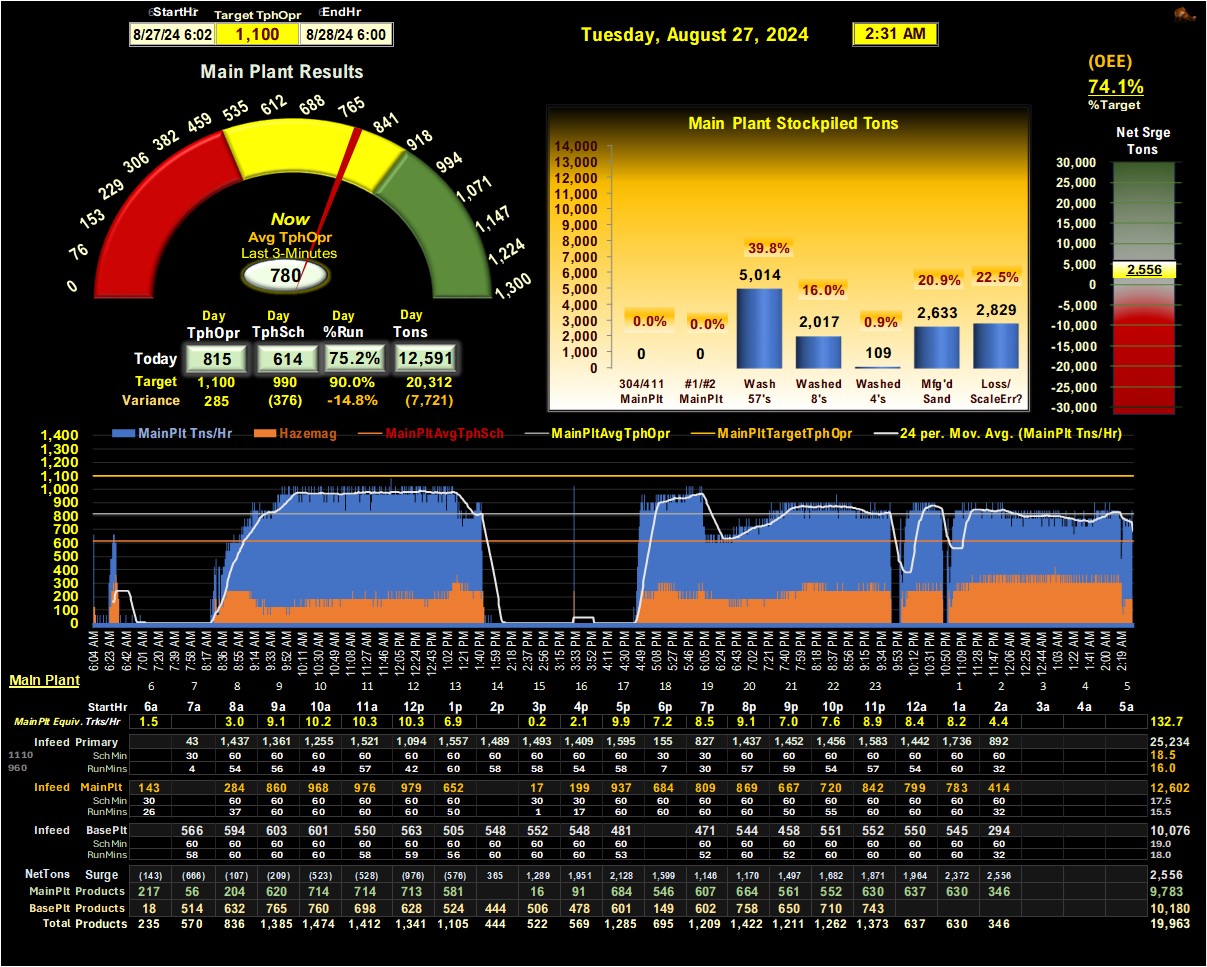 StartHr Target TphOpr EndHr
8/27/24 6:02 1,100 8/28/24 6:00
Tuesday, August 27, 2024 2:31 AM
(OEE)
74.1%
%Target
Main Plant Results
0 76 153 229 306 382 459 535 612 688 765 841 918 994 1,071 1,147 1,224 1,300
Now
Avg TphOpr
Last 3-Minutes
780
Day Day Day Day
TphOpr TphSch %Run Tons
Today 815 614 75.2% 12,591
Target 1,100 990 90.0% 20,312
Variance 285 (376) -14.8% (7,721)
Main Plant Stockpiled Tons
14,000
13,000
12,000
11,000
10,000
9,000
8,000
7,000
6,000
5,000
4,000
3,000
2,000
1,000
0
0.0% 0.0% 39.8% 16.0% 0.9% 20.9% 22.5%
0 0 5,014 2,017 109 2,633 2,829
304/411 #1/#2 Wash Washed Washed Mfg'd Loss/
MainPlt MainPlt 57's 8's 4's Sand ScaleErr?
Net Srge
Tons
30,000
25,000
20,000
15,000
10,000
5,000
2,556
0
-5,000
-10,000
-15,000
-20,000
-25,000
-30,000
MainPlt Tns/Hr Hazemag MainPltAvgTphSch MainPltAvgTphOpr MainPltTargetTphOpr 24 per. Mov. Avg. (MainPlt Tns/Hr)
1,400
1,300
1,200
1,100
1,000
900
800
700
600
500
400
300
200
100
0
6:04 AM 6:23 AM 6:42 AM 7:01 AM 7:20 AM 7:39 AM 7:58 AM 8:17 AM 8:36 AM 8:55 AM 9:14 AM 9:33 AM 9:52 AM 10:11 AM 10:30 AM 10:49 AM 11:08 AM 11:27 AM 11:46 AM 12:05 PM 12:24 PM 12:43 PM 1:02 PM 1:21 PM 1:40 PM 1:59 PM 2:18 PM 2:37 PM 2:56 PM 3:15 PM 3:33 PM 3:52 PM 4:11 PM 4:30 PM 4:49 PM 5:08 PM 5:27 PM 5:46 PM 6:05 PM 6:24 PM 6:43 PM 7:02 PM 7:21 PM 7:40 PM 7:59 PM 8:18 PM 8:37 PM 8:56 PM 9:15 PM 9:34 PM 9:53 PM 10:12 PM 10:31 PM 10:50 PM 11:09 PM 11:28 PM 11:47 PM 12:06 AM 12:25 AM 12:44 AM 1:03 AM 1:22 AM 1:41 AM 2:00 AM 2:19 AM
Main Plant 6 7 8 9 10 11 12 13 14 15 16 17 18 19 20 21 22 23 1 2 3 4 5
StartHr 6a 7a 8a 9a 10a 11a 12p 1p 2p 3p 4p 5p 6p 7p 8p 9p 10p 11p 12a 1a 2a 3a 4a 5a
MainPlt Equiv. Trks/Hr 1.5 3.0 9.1 10.2 10.3 10.3 6.9 0.2 2.1 9.9 7.2 8.5 9.1 7.0 7.6 8.9 8.4 8.2 4.4 132.7
Infeed Primary 43 1,437 1,361 1,255 1,521 1,094 1,557 1,489 1,493 1,409 1,595 155 827 1,437 1,452 1,456 1,583 1,442 1,736 892 25,234
1110 Sch Min 30 60 60 60 60 60 60 60 60 60 60 30 30 60 60 60 60 60 60 32 18.5
960 RunMins 4 54 56 49 57 42 60 58 58 54 58 7 30 57 59 54 57 54 60 32 16.0
Infeed MainPlt 143 284 860 968 976 979 652 17 199 937 684 809 869 667 720 842 799 783 414 12,602
Sch Min 30 60 60 60 60 60 60 30 30 60 60 60 60 60 60 60 60 60 32 17.5
RunMins 26 37 60 60 60 60 50 1 17 60 60 60 60 50 55 60 60 60 32 15.5
Infeed BasePlt 566 594 603 601 550 563 505 548 552 548 481 471 544 458 551 552 550 545 294 10,076
Sch Min 60 60 60 60 60 60 60 60 60 60 60 60 60 60 60 60 60 60 32 19.0
RunMins 58 60 60 60 58 59 56 60 60 60 53 52 60 52 60 60 60 60 32 18.0
NetTons Surge (143) (666) (107) (209) (523) (528) (976) (576) 365 1,289 1,951 2,128 1,599 1,146 1,170 1,497 1,682 1,871 1,964 2,372 2,556 2,556
MainPlt Products 217 56 204 620 714 714 713 581 16 91 684 546 607 664 561 552 630 637 630 346 9,783
BasePlt Products 18 514 632 765 760 698 628 524 444 506 478 601 149 602 758 650 710 743 10,180
Total Products 235 570 836 1,385 1,474 1,412 1,341 1,105 444 522 569 1,285 695 1,209 1,422 1,211 1,262 1,373 637 630 346 19,963